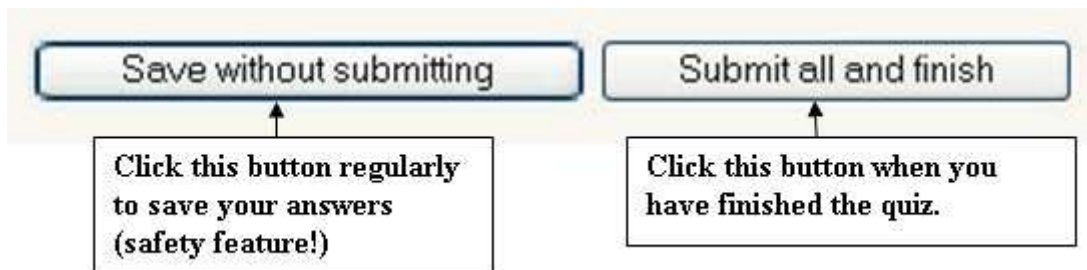 Save without submitting
Submit all and finish
Click this button regularly
to save your answers
(safety feature!)
Click this button when you
have finished the quiz.